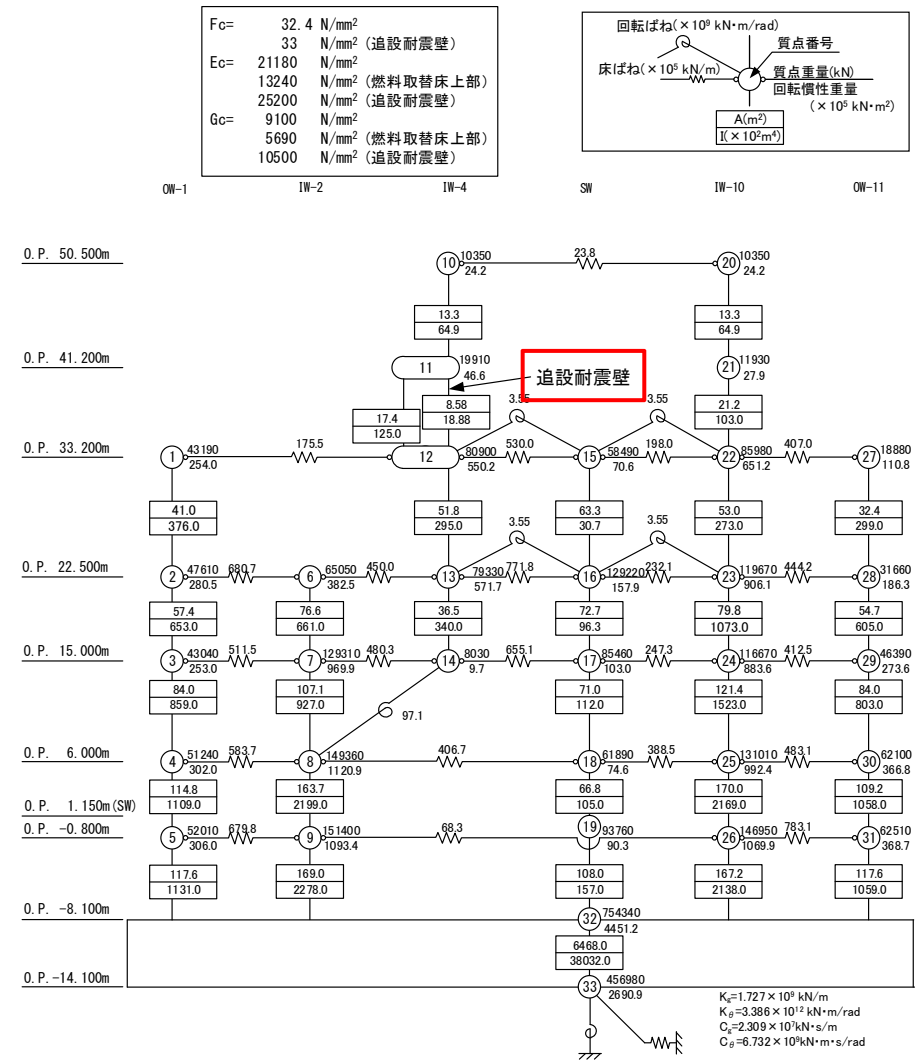 Fc= 32.4 N/mm²
33 N/mm² (追設耐震壁)
Ec= 21180 N/mm²
13240 N/mm² (燃料取替床上部)
25200 N/mm² (追設耐震壁)
Gc= 9100 N/mm²
5690 N/mm² (燃料取替床上部)
10500 N/mm² (追設耐震壁)
回転ばね(×10⁹ kN・m/rad)
質点番号
床ばね(×10⁵ kN/m)
質点重量(kN)
回転慣性重量
(×10⁵ kN・m²)
A(m²)
I(×10²m⁴)
OW-1 IW-2 IW-4 SW IW-10 OW-11
O.P. 50.500m 10 10350 23.8 20 10350
24.2 24.2
13.3 13.3
64.9 64.9
O.P. 41.200m 11 19910 21 11930
46.6 27.9
追設耐震壁
17.4 8.58 3.55 3.55 21.2
125.0 18.88 103.0
O.P. 33.200m 1 43190 175.5 12 80900 530.0 15 58490 198.0 22 85980 407.0 27 18880
254.0 550.2 70.6 651.2 110.8
41.0 51.8 63.3 53.0 32.4
376.0 295.0 30.7 273.0 299.0
3.55 3.55
O.P. 22.500m 2 47610 680.7 6 65050 450.0 13 79330 771.8 16 129220 232.1 23 119670 444.2 28 31660
280.5 382.5 571.7 157.9 906.1 186.3
57.4 76.6 36.5 72.7 79.8 54.7
653.0 661.0 340.0 96.3 1073.0 605.0
O.P. 15.000m 3 43040 511.5 7 129310 480.3 14 8030 655.1 17 85460 247.3 24 116670 412.5 29 46390
253.0 969.9 9.7 103.0 883.6 273.6
84.0 107.1 71.0 121.4 84.0
859.0 927.0 112.0 1523.0 803.0
97.1
O.P. 6.000m 4 51240 583.7 8 149360 406.7 18 61890 388.5 25 131010 483.1 30 62100
302.0 1120.9 74.6 992.4 366.8
114.8 163.7 66.8 170.0 109.2
1109.0 2199.0 105.0 2169.0 1058.0
O.P. 1.150m(SW)
O.P. -0.800m 5 52010 679.8 9 151400 68.3 19 93760 26 146950 783.1 31 62510
306.0 1093.4 90.3 1069.9 368.7
117.6 169.0 108.0 167.2 117.6
1131.0 2278.0 157.0 2138.0 1059.0
O.P. -8.100m 32 754340
4451.2
6468.0
38032.0
O.P.-14.100m 33 456980
2690.9
Kₛ=1.727×10⁹ kN/m
K_θ=3.386×10¹² kN・m/rad
Cₛ=2.309×10⁷kN・s/m
C_θ=6.732×10⁹kN・m・s/rad